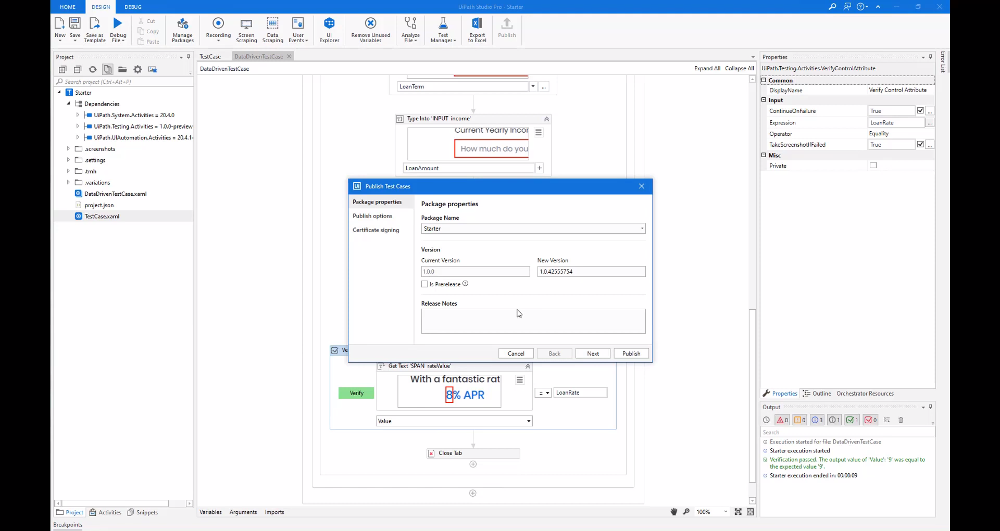 HOME DESIGN DEBUG UiPath Studio Pro - Starter
New Save Save as Template Debug File Cut Copy Paste Manage Packages Recording Screen Scraping Data Scraping User Events UI Explorer Remove Unused Variables Analyze File Test Manager Export to Excel Publish
Project
Search project (Ctrl+Alt+P)
Starter
Dependencies
UiPath.System.Activities = 20.4.0
UiPath.Testing.Activities = 1.0.0-preview
UiPath.UIAutomation.Activities = 20.4.1-
.screenshots
.settings
.tmh
.variations
DataDrivenTestCase.xaml
project.json
TestCase.xaml
Project Activities Snippets
Breakpoints
TestCase DataDrivenTestCase
DataDrivenTestCase Expand All Collapse All
LoanTerm ...
Type Into 'INPUT income'
Current Yearly Incor
How much do you
LoanAmount
Ui Publish Test Cases
Package properties
Publish options
Certificate signing
Package properties
Package Name
Starter
Version
Current Version New Version
1.0.0 1.0.42555754
Is Prerelease
Release Notes
Cancel Back Next Publish
Ve
Get Text 'SPAN rateValue'
With a fantastic rat
8% APR
Verify = LoanRate
Value
Close Tab
Variables Arguments Imports 100%
Properties
UiPath.Testing.Activities.VerifyControlAttribute
Common
DisplayName Verify Control Attribute
Input
ContinueOnFailure True ...
Expression LoanRate ...
Operator Equality
TakeScreenshotIfFailed True ...
Misc
Private
Properties Outline Orchestrator Resources
Output
0 0 3 1 1 0
Search
Execution started for file: DataDrivenTestCase
Starter execution started
Verification passed. The output value of 'Value': '9' was equal to
the expected value '9'.
Starter execution ended in: 00:00:09
Error List